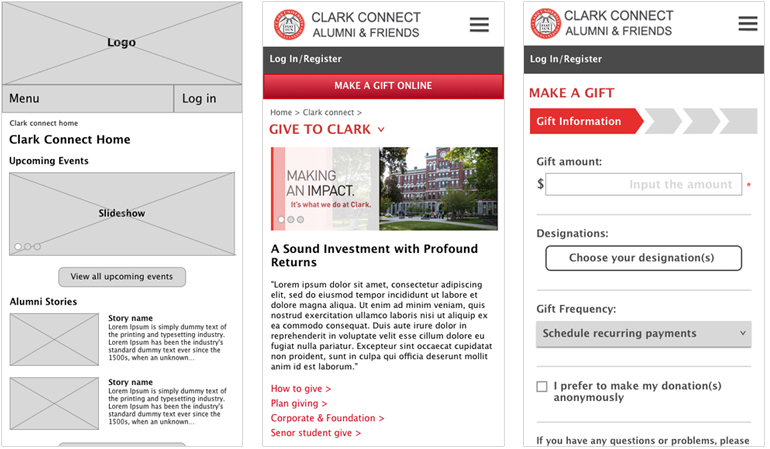 Logo
Menu
Log in
Clark connect home
Clark Connect Home
Upcoming Events
Slideshow
View all upcoming events
Alumni Stories
Story name
Lorem Ipsum is simply dummy text of
the printing and typesetting industry.
Lorem Ipsum has been the industry's
standard dummy text ever since the
1500s, when an unknown...
Story name
Lorem Ipsum is simply dummy text of
the printing and typesetting industry.
Lorem Ipsum has been the industry's
standard dummy text ever since the
1500s, when an unknown...
CLARK CONNECT
ALUMNI & FRIENDS
Log In/Register
MAKE A GIFT ONLINE
Home > Clark connect >
GIVE TO CLARK
MAKING
AN IMPACT.
It's what we do at Clark.
A Sound Investment with Profound
Returns
"Lorem ipsum dolor sit amet, consectetur adipiscing
elit, sed do eiusmod tempor incididunt ut labore et
dolore magna aliqua. Ut enim ad minim veniam, quis
nostrud exercitation ullamco laboris nisi ut aliquip ex
ea commodo consequat. Duis aute irure dolor in
reprehenderit in voluptate velit esse cillum dolore eu
fugiat nulla pariatur. Excepteur sint occaecat cupidatat
non proident, sunt in culpa qui officia deserunt mollit
anim id est laborum."
How to give >
Plan giving >
Corporate & Foundation >
Senor student give >
CLARK CONNECT
ALUMNI & FRIENDS
Log In/Register
MAKE A GIFT
Gift Information
Gift amount:
$ Input the amount *
Designations:
Choose your designation(s)
Gift Frequency:
Schedule recurring payments
I prefer to make my donation(s)
anonymously
If you have any questions or problems, please